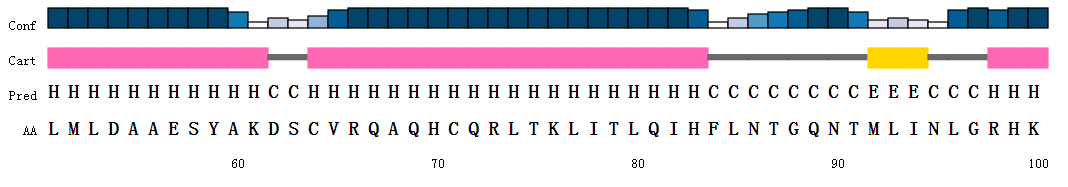 Conf
Cart
Pred H H H H H H H H H H H C C H H H H H H H H H H H H H H H H H H H H C C C C C C C C E E E C C C H H H
AA L M L D A A E S Y A K D S C V R Q A Q H C Q R L T K L I T L Q I H F L N T G Q N T M L I N L G R H K
60 70 80 90 100